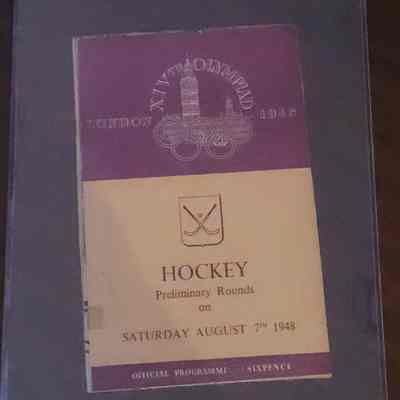 XIVTH OLYMPIAD
LONDON 1948
HOCKEY
Preliminary Rounds
on
SATURDAY AUGUST 7TH 1948
OFFICIAL PROGRAMME SIXPENCE